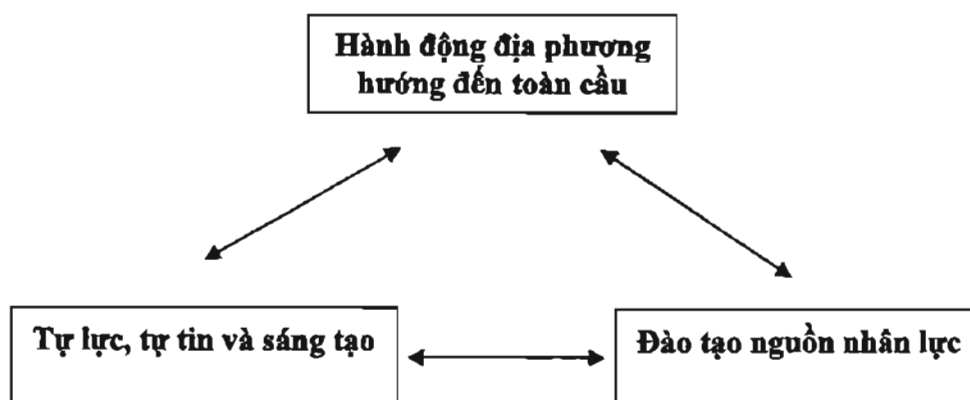 Hành động địa phương
hướng đến toàn cầu
Tự lực, tự tin và sáng tạo
Đào tạo nguồn nhân lực